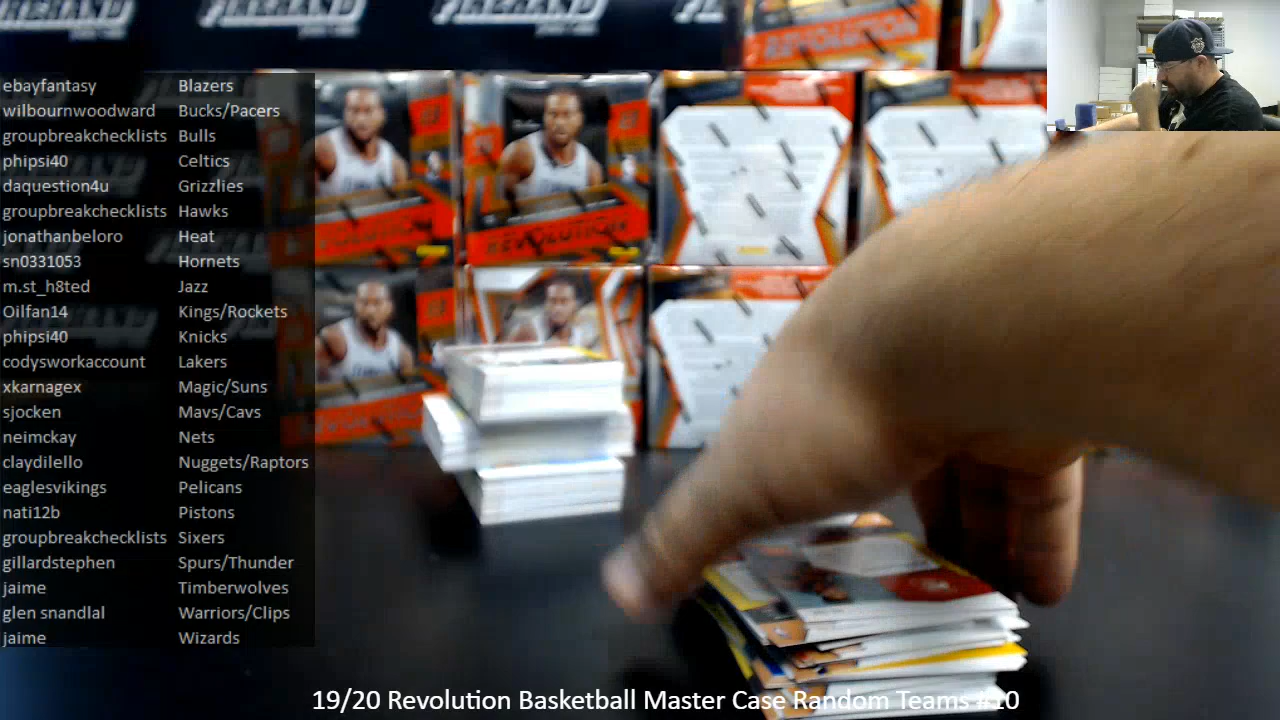 REVOLUTION
ebayfantasy Blazers
wilbournwoodward Bucks/Pacers
groupbreakchecklists Bulls
phipsi40 Celtics
daquestion4u Grizzlies
groupbreakchecklists Hawks
jonathanbeloro Heat
sn0331053 Hornets
m.st_h8ted Jazz
Oilfan14 Kings/Rockets
phipsi40 Knicks
codysworkaccount Lakers
xkarnagex Magic/Suns
sjocken Mavs/Cavs
neimckay Nets
claydilello Nuggets/Raptors
eaglesvikings Pelicans
nati12b Pistons
groupbreakchecklists Sixers
gillardstephen Spurs/Thunder
jaime Timberwolves
glen snandlal Warriors/Clips
jaime Wizards
REVOLUTION
REVOLUTION
REVOLUTION
19/20 Revolution Basketball Master Case Random Teams #10